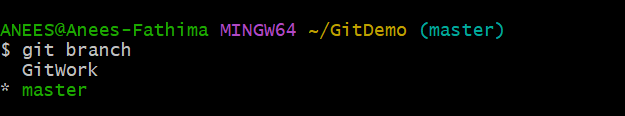 ANEES@Anees-Fathima MINGW64 ~/GitDemo (master)
$ git branch
  GitWork
* master